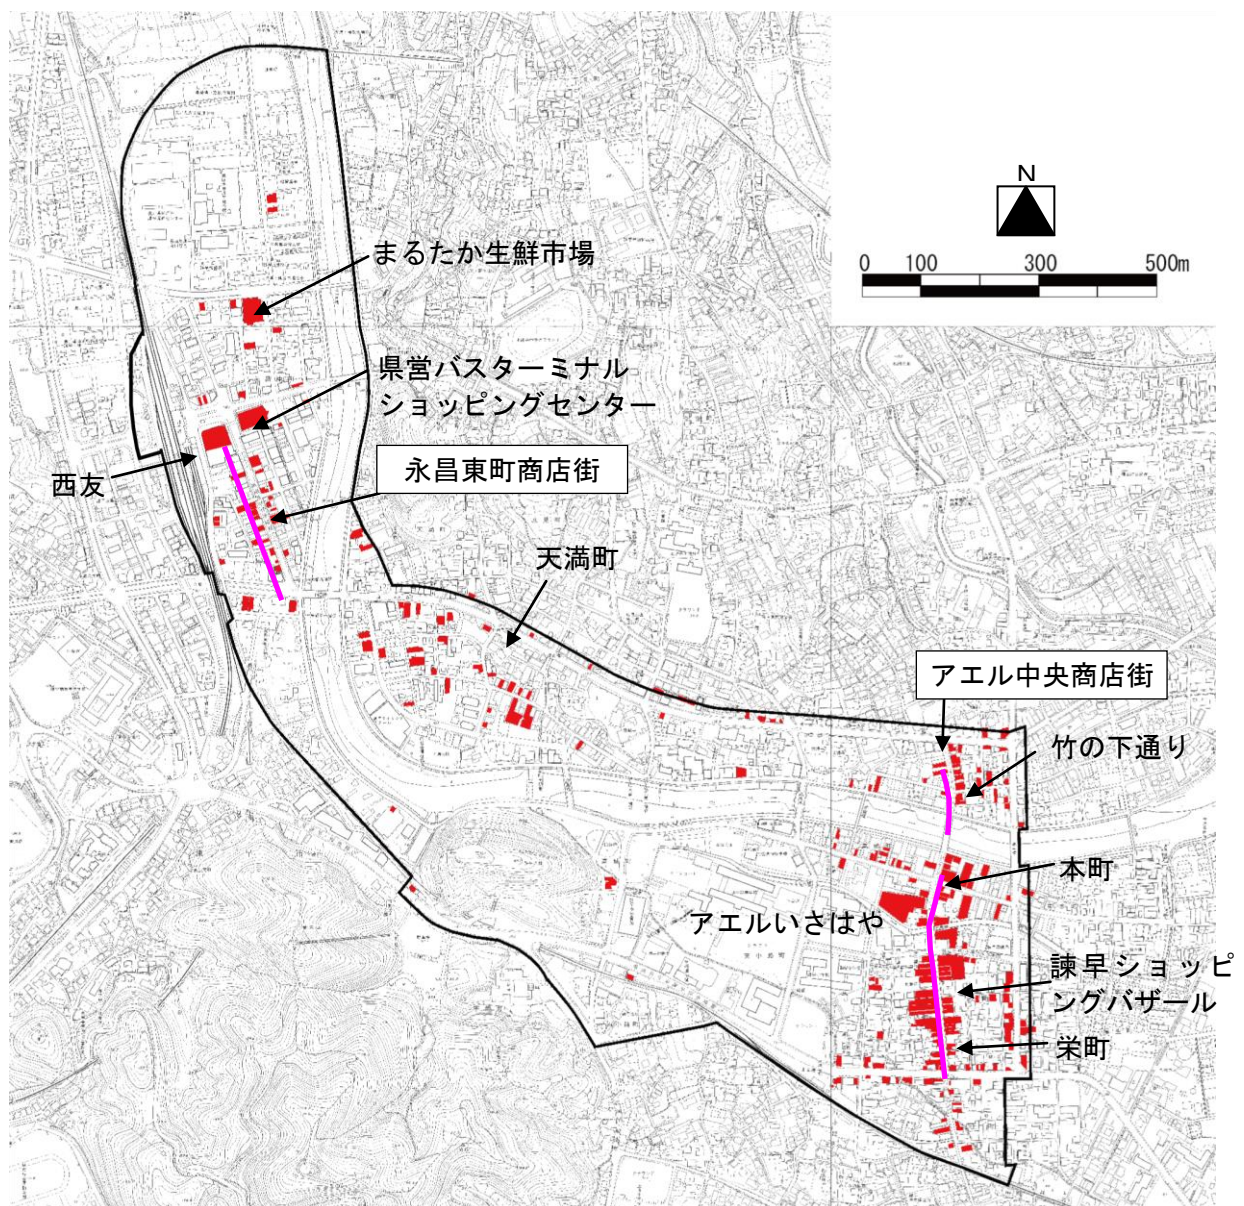 N
0 100 300 500m
まるたか生鮮市場
県営バスターミナル
ショッピングセンター
永昌東町商店街
西友
天満町
アエル中央商店街
竹の下通り
本町
アエルいさはや
諫早ショッピ
ングバザール
栄町